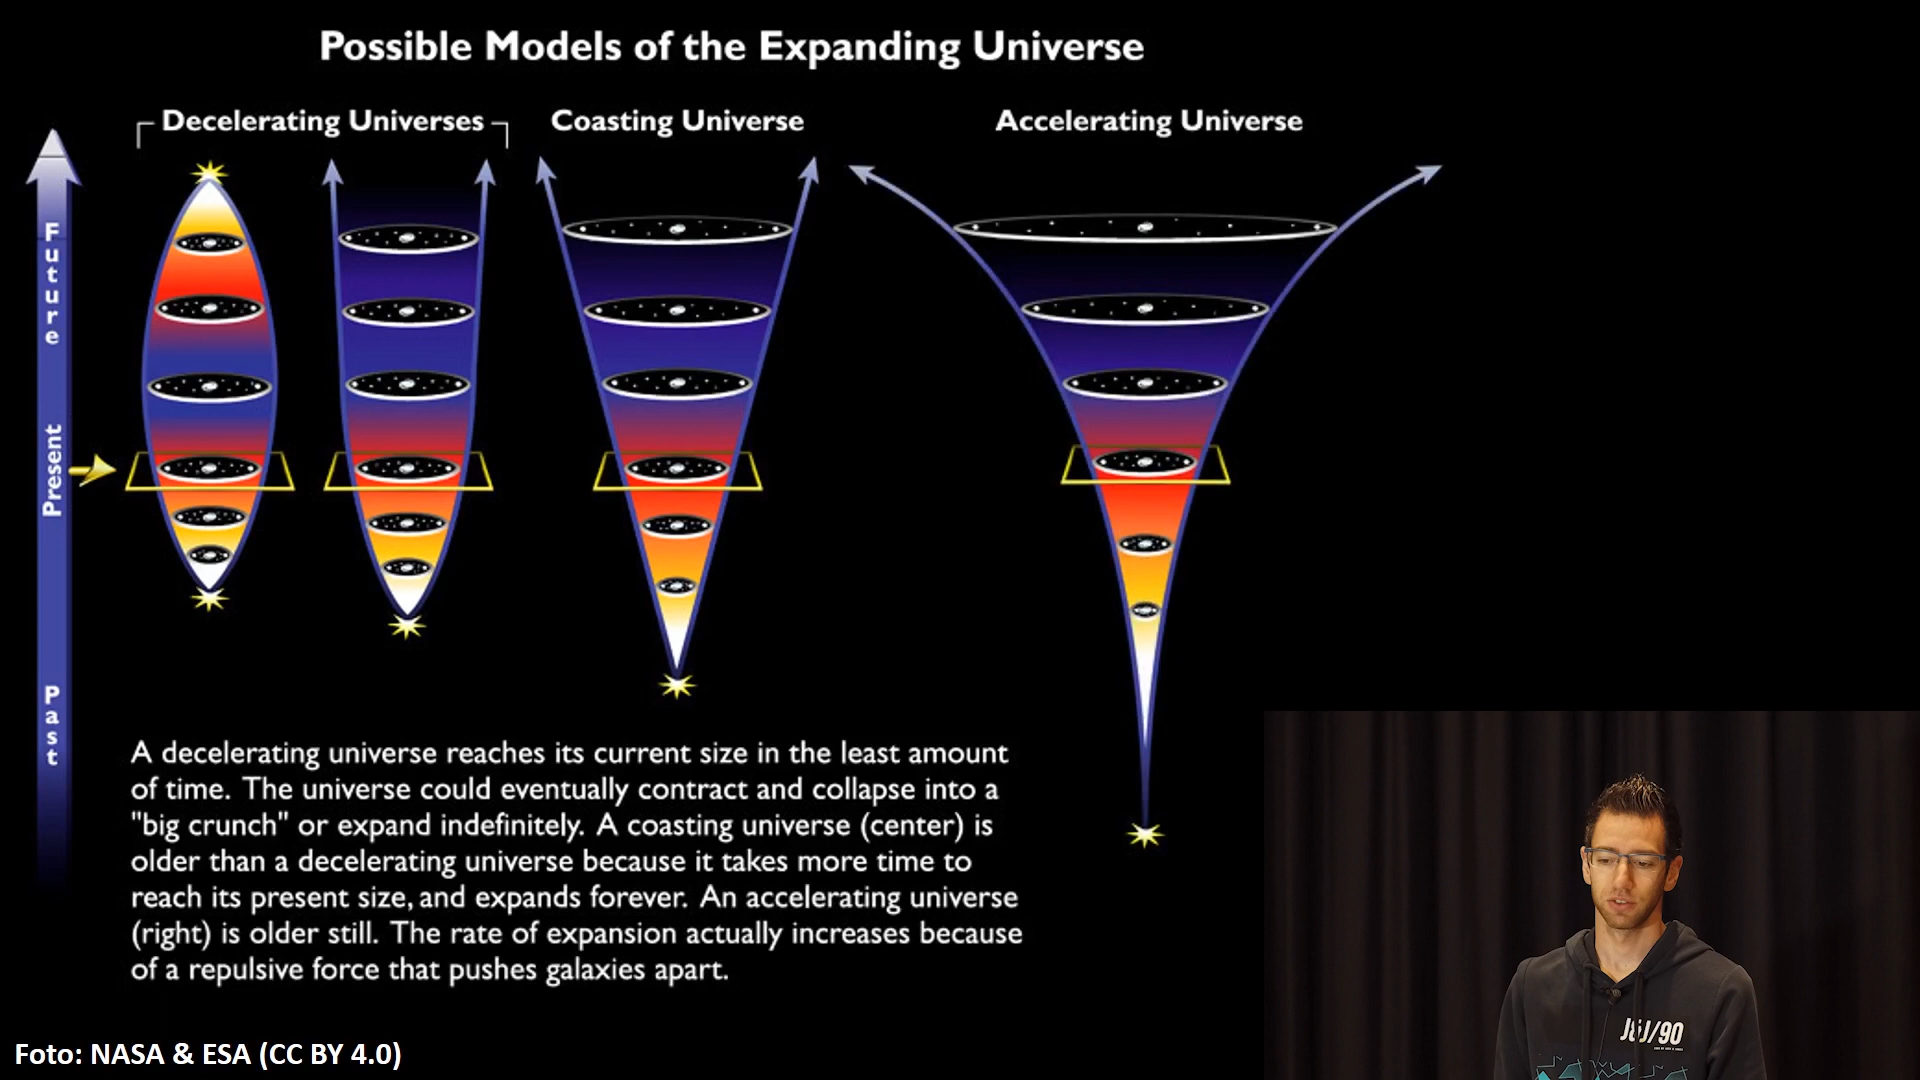 Possible Models of the Expanding Universe
Decelerating Universes
Coasting Universe
Accelerating Universe
Future
Present
Past
A decelerating universe reaches its current size in the least amount
of time. The universe could eventually contract and collapse into a
"big crunch" or expand indefinitely. A coasting universe (center) is
older than a decelerating universe because it takes more time to
reach its present size, and expands forever. An accelerating universe
(right) is older still. The rate of expansion actually increases because
of a repulsive force that pushes galaxies apart.
Foto: NASA & ESA (CC BY 4.0)
J&J/90